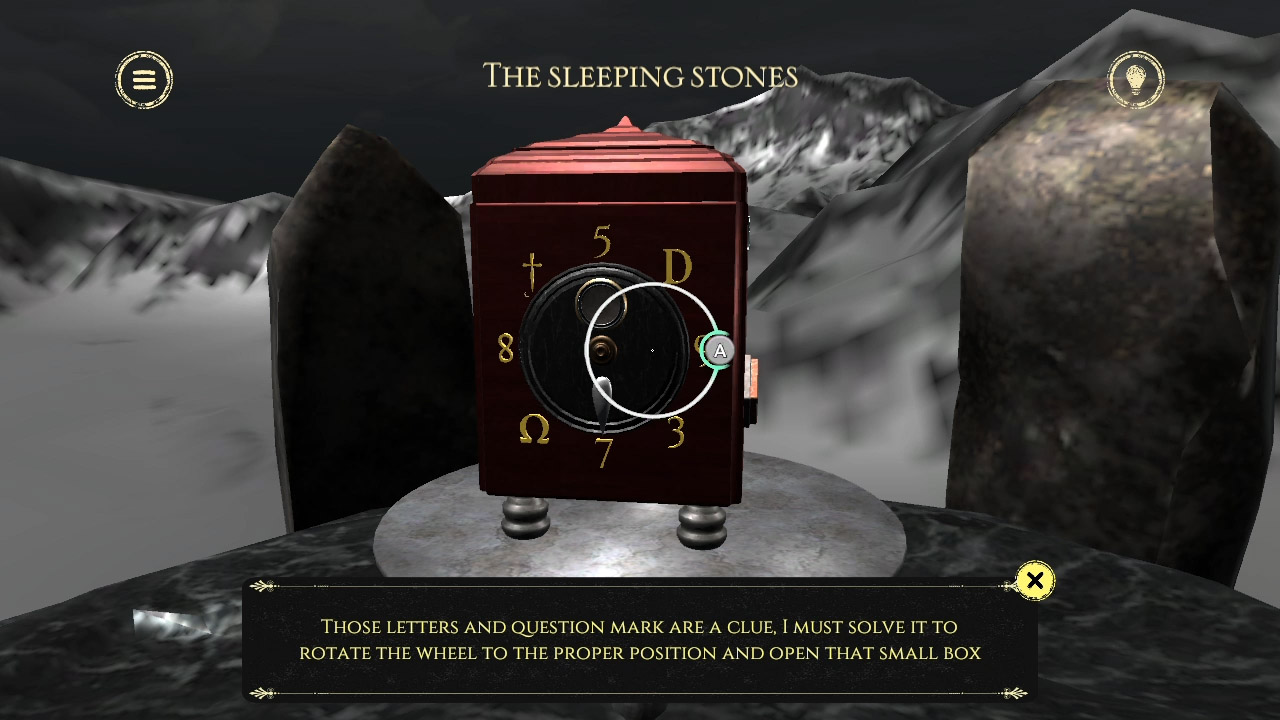 The sleeping stones
5
† D
8
A
Ω 3
7
Those letters and question mark are a clue, I must solve it to
rotate the wheel to the proper position and open that small box